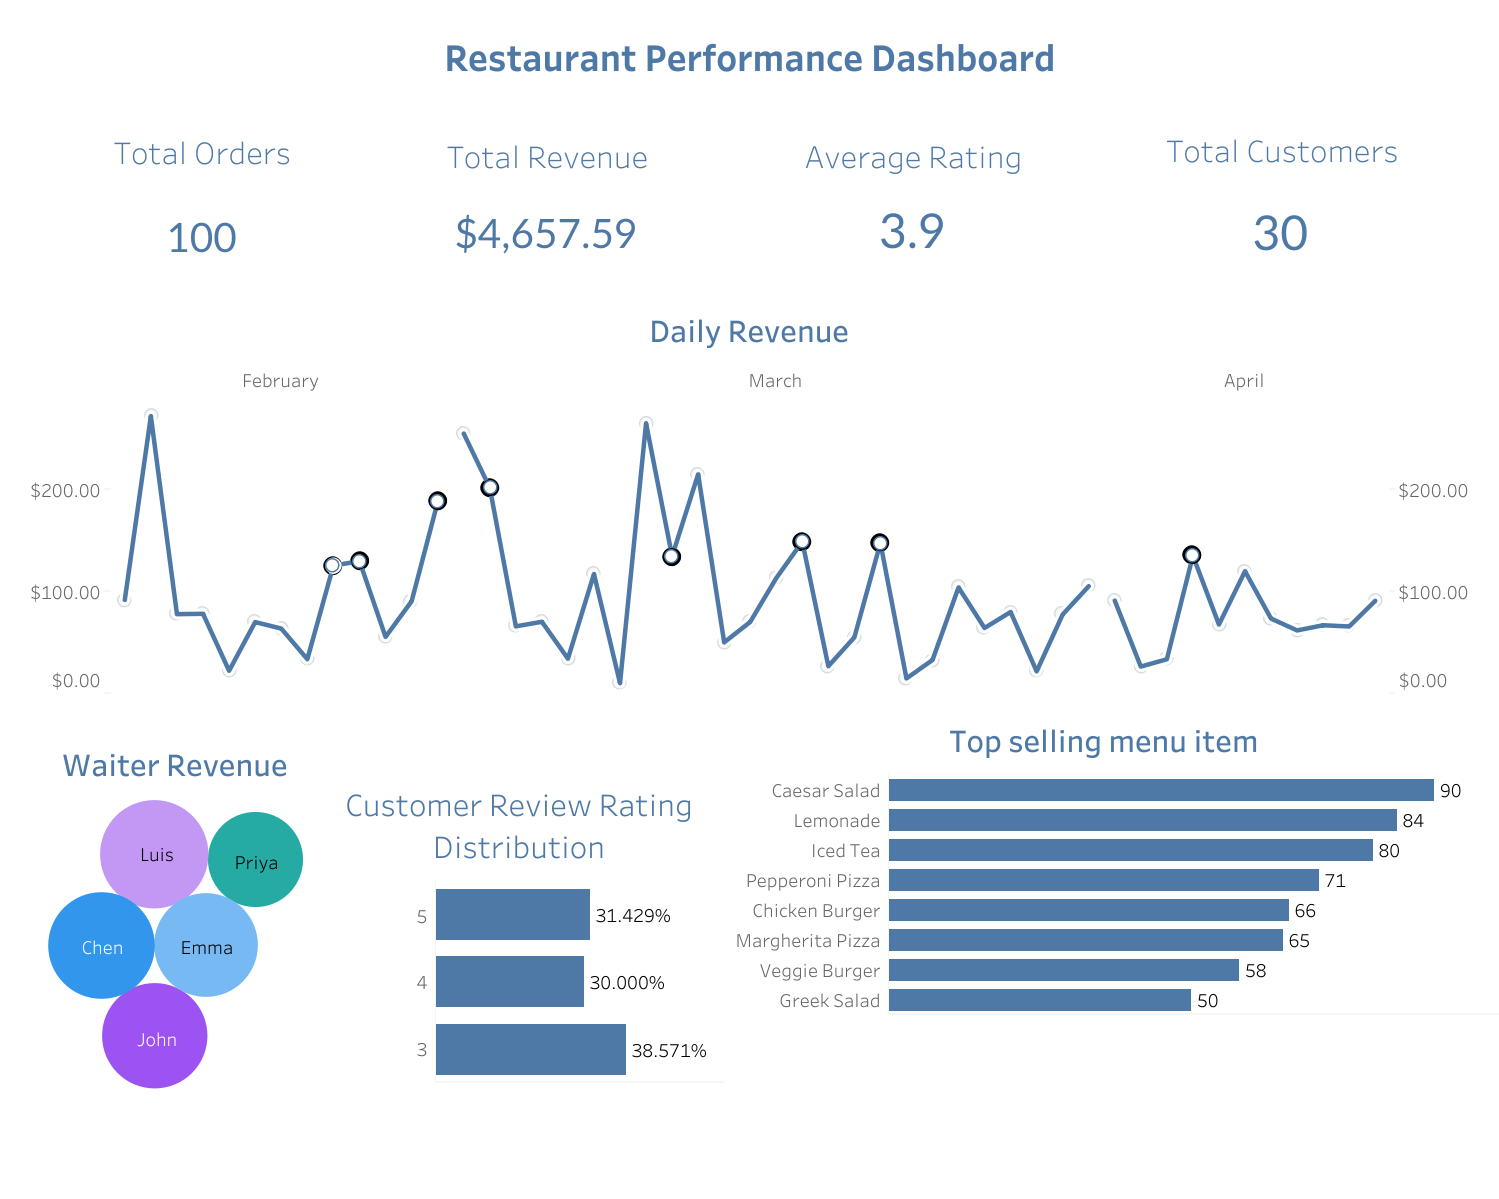 Restaurant Performance Dashboard
Total Orders
100
Total Revenue
$4,657.59
Average Rating
3.9
Total Customers
30
Daily Revenue
February
March
April
$200.00
$100.00
$0.00
$200.00
$100.00
$0.00
Waiter Revenue
Luis
Priya
Chen
Emma
John
Customer Review Rating
Distribution
5 31.429%
4 30.000%
3 38.571%
Top selling menu item
Caesar Salad 90
Lemonade 84
Iced Tea 80
Pepperoni Pizza 71
Chicken Burger 66
Margherita Pizza 65
Veggie Burger 58
Greek Salad 50